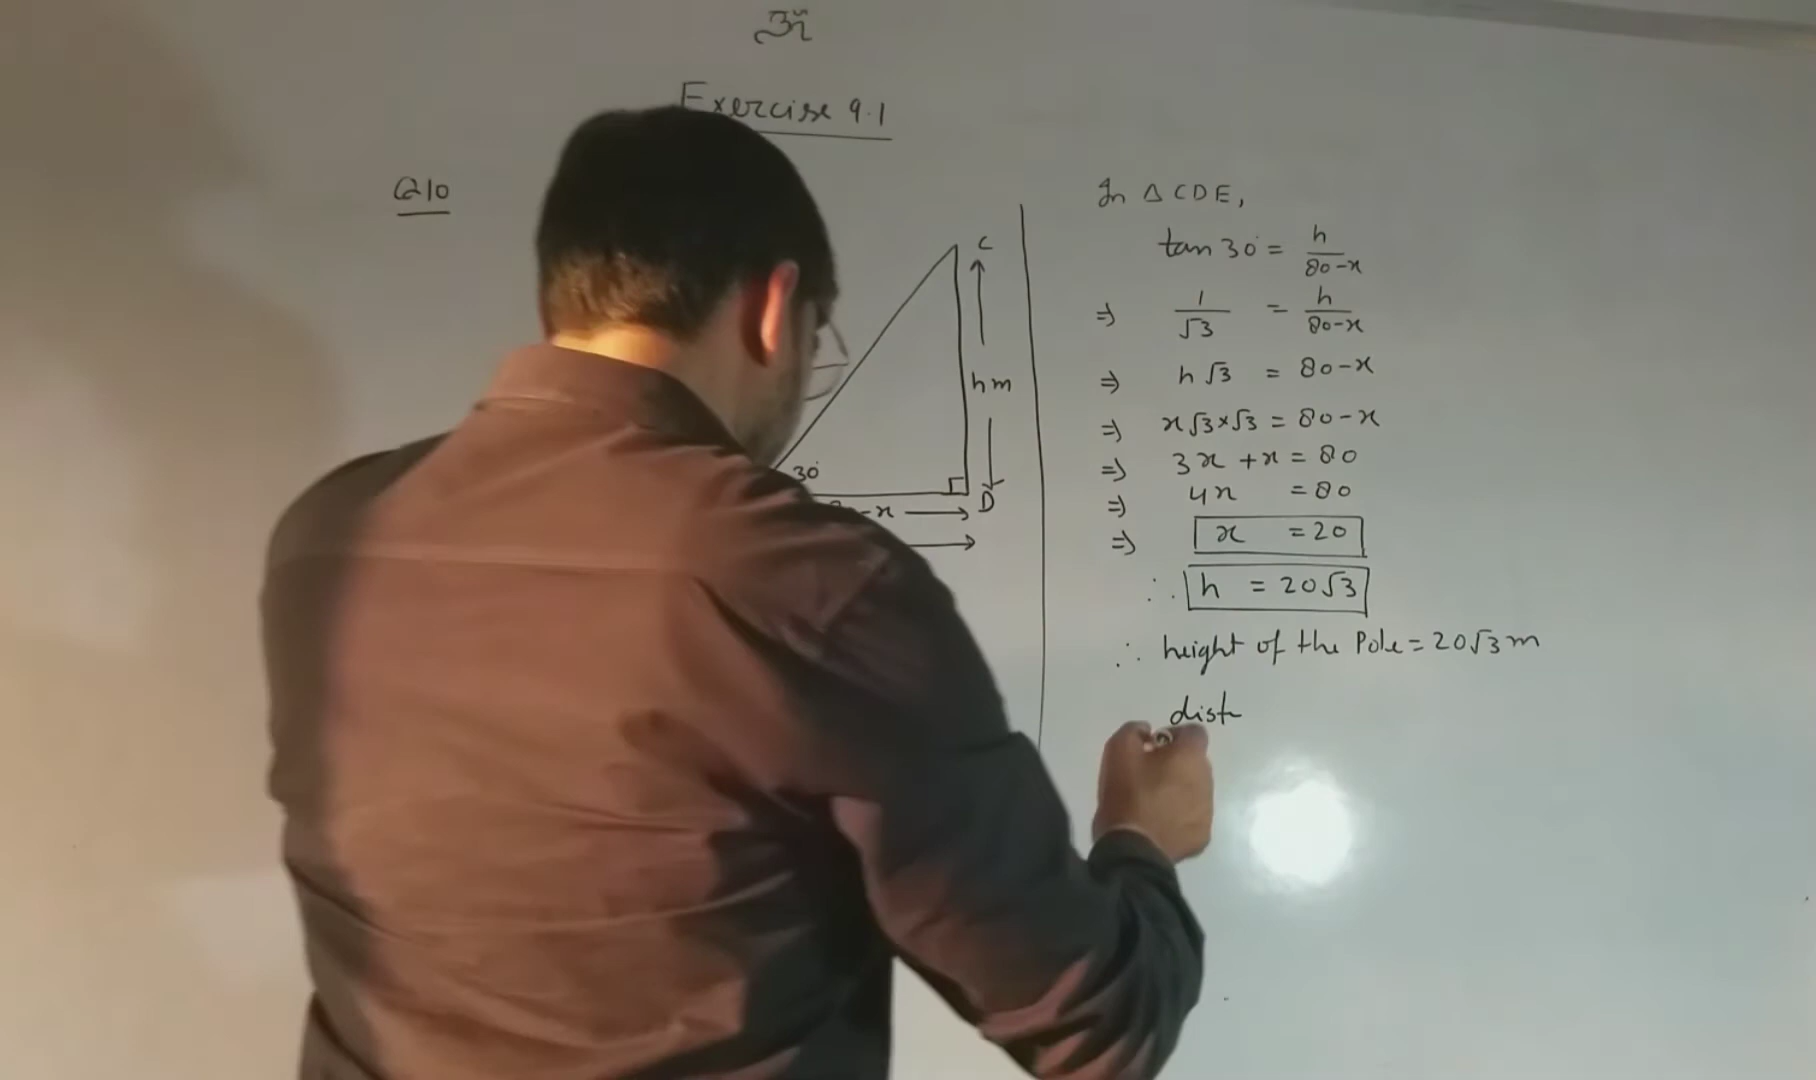 ॐ
Exercise 9.1
Q10
C
h m
30°
D
-x
In △ CDE,
tan 30° = h/80-x
⇒ 1/√3 = h/80-x
⇒ h√3 = 80-x
⇒ x√3×√3 = 80-x
⇒ 3x + x = 80
⇒ 4x = 80
⇒ x = 20
∴ h = 20√3
∴ height of the Pole = 20√3 m
dist